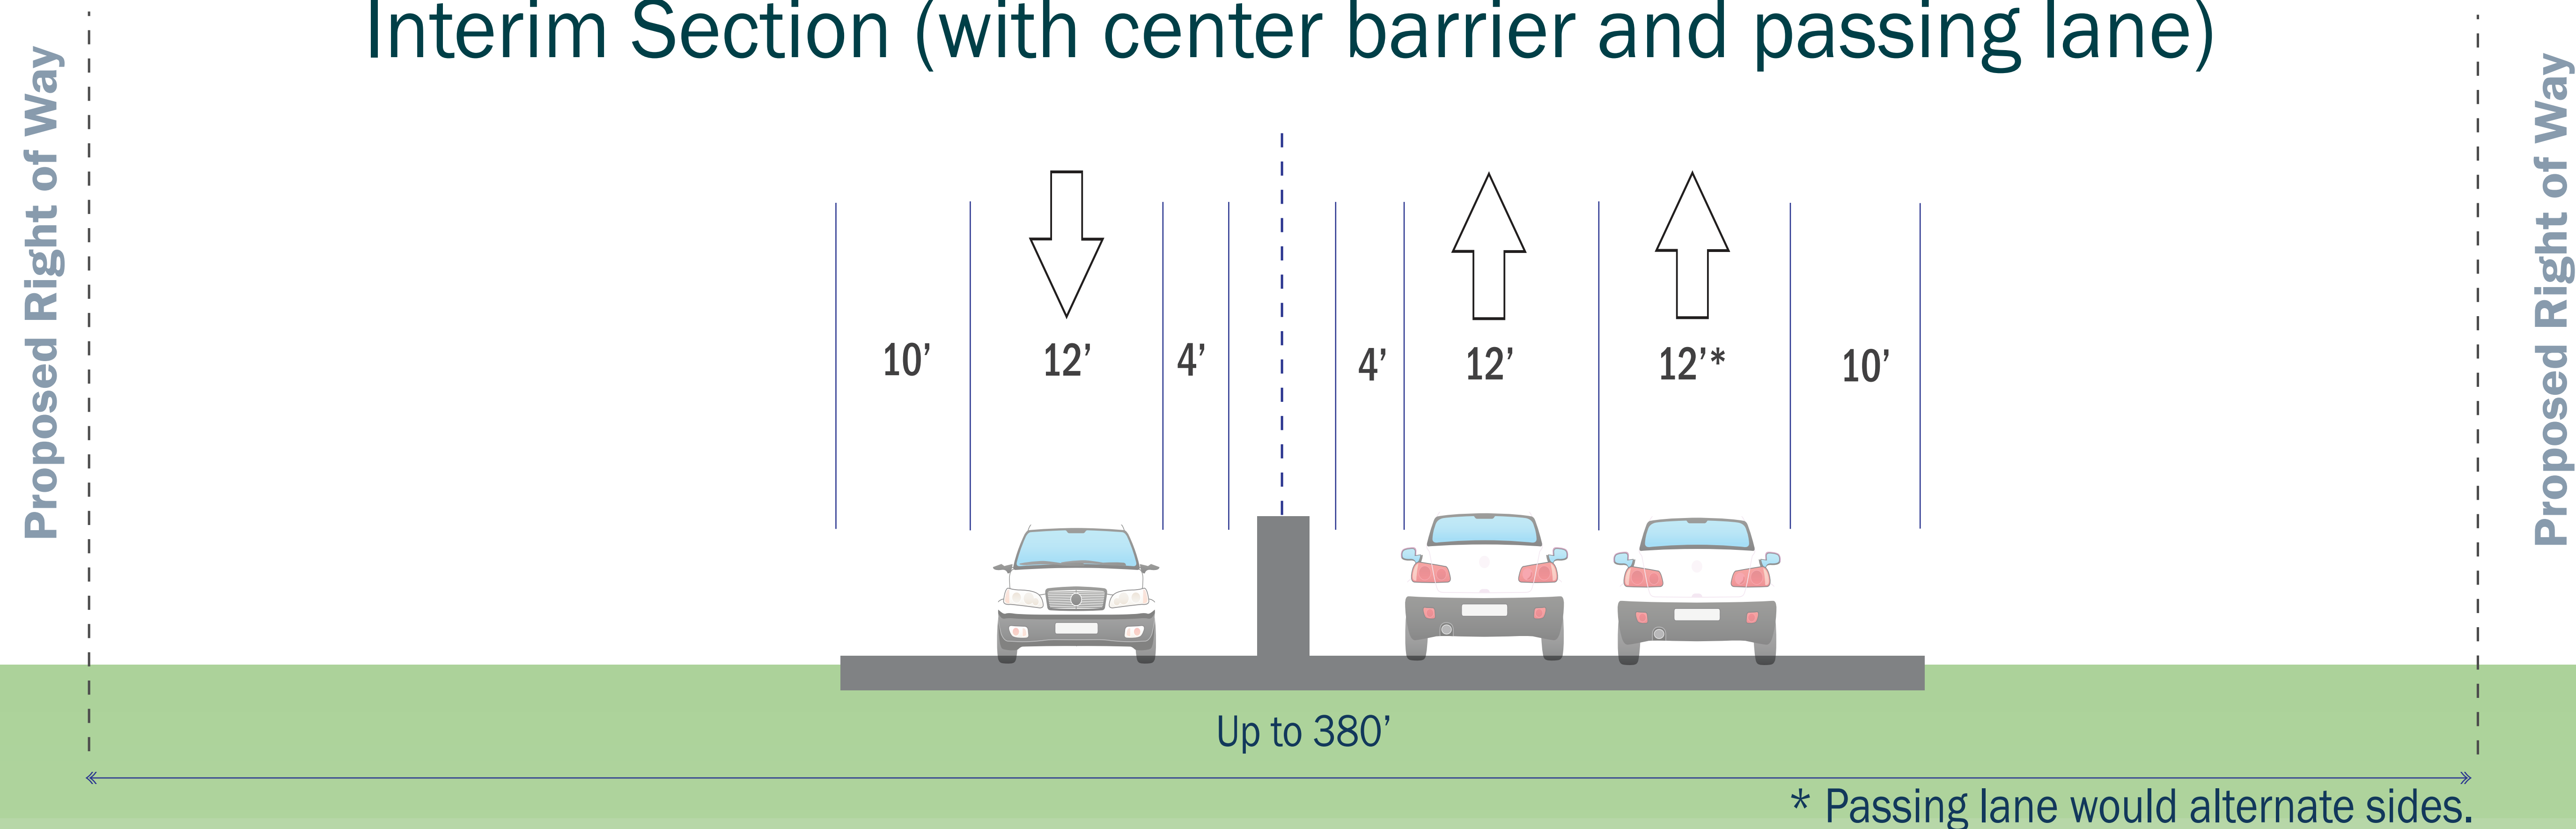 Interim Section (with center barrier and passing lane)
Proposed Right of Way
10’
12’
4’
4’
12’
12’*
10’
Proposed Right of Way
Up to 380’
* Passing lane would alternate sides.